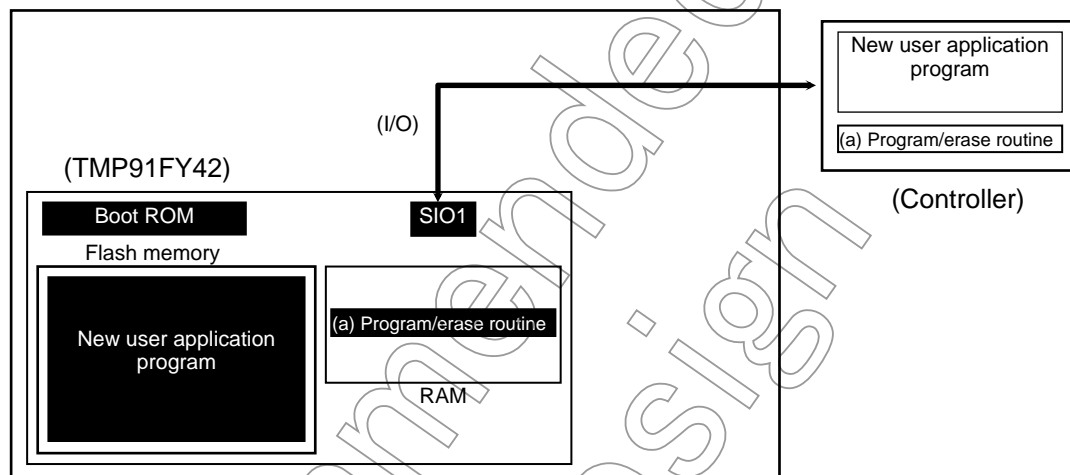 New user application
program
(I/O)
(a) Program/erase routine
(TMP91FY42)
(Controller)
Boot ROM
SIO1
Flash memory
(a) Program/erase routine
New user application
program
RAM